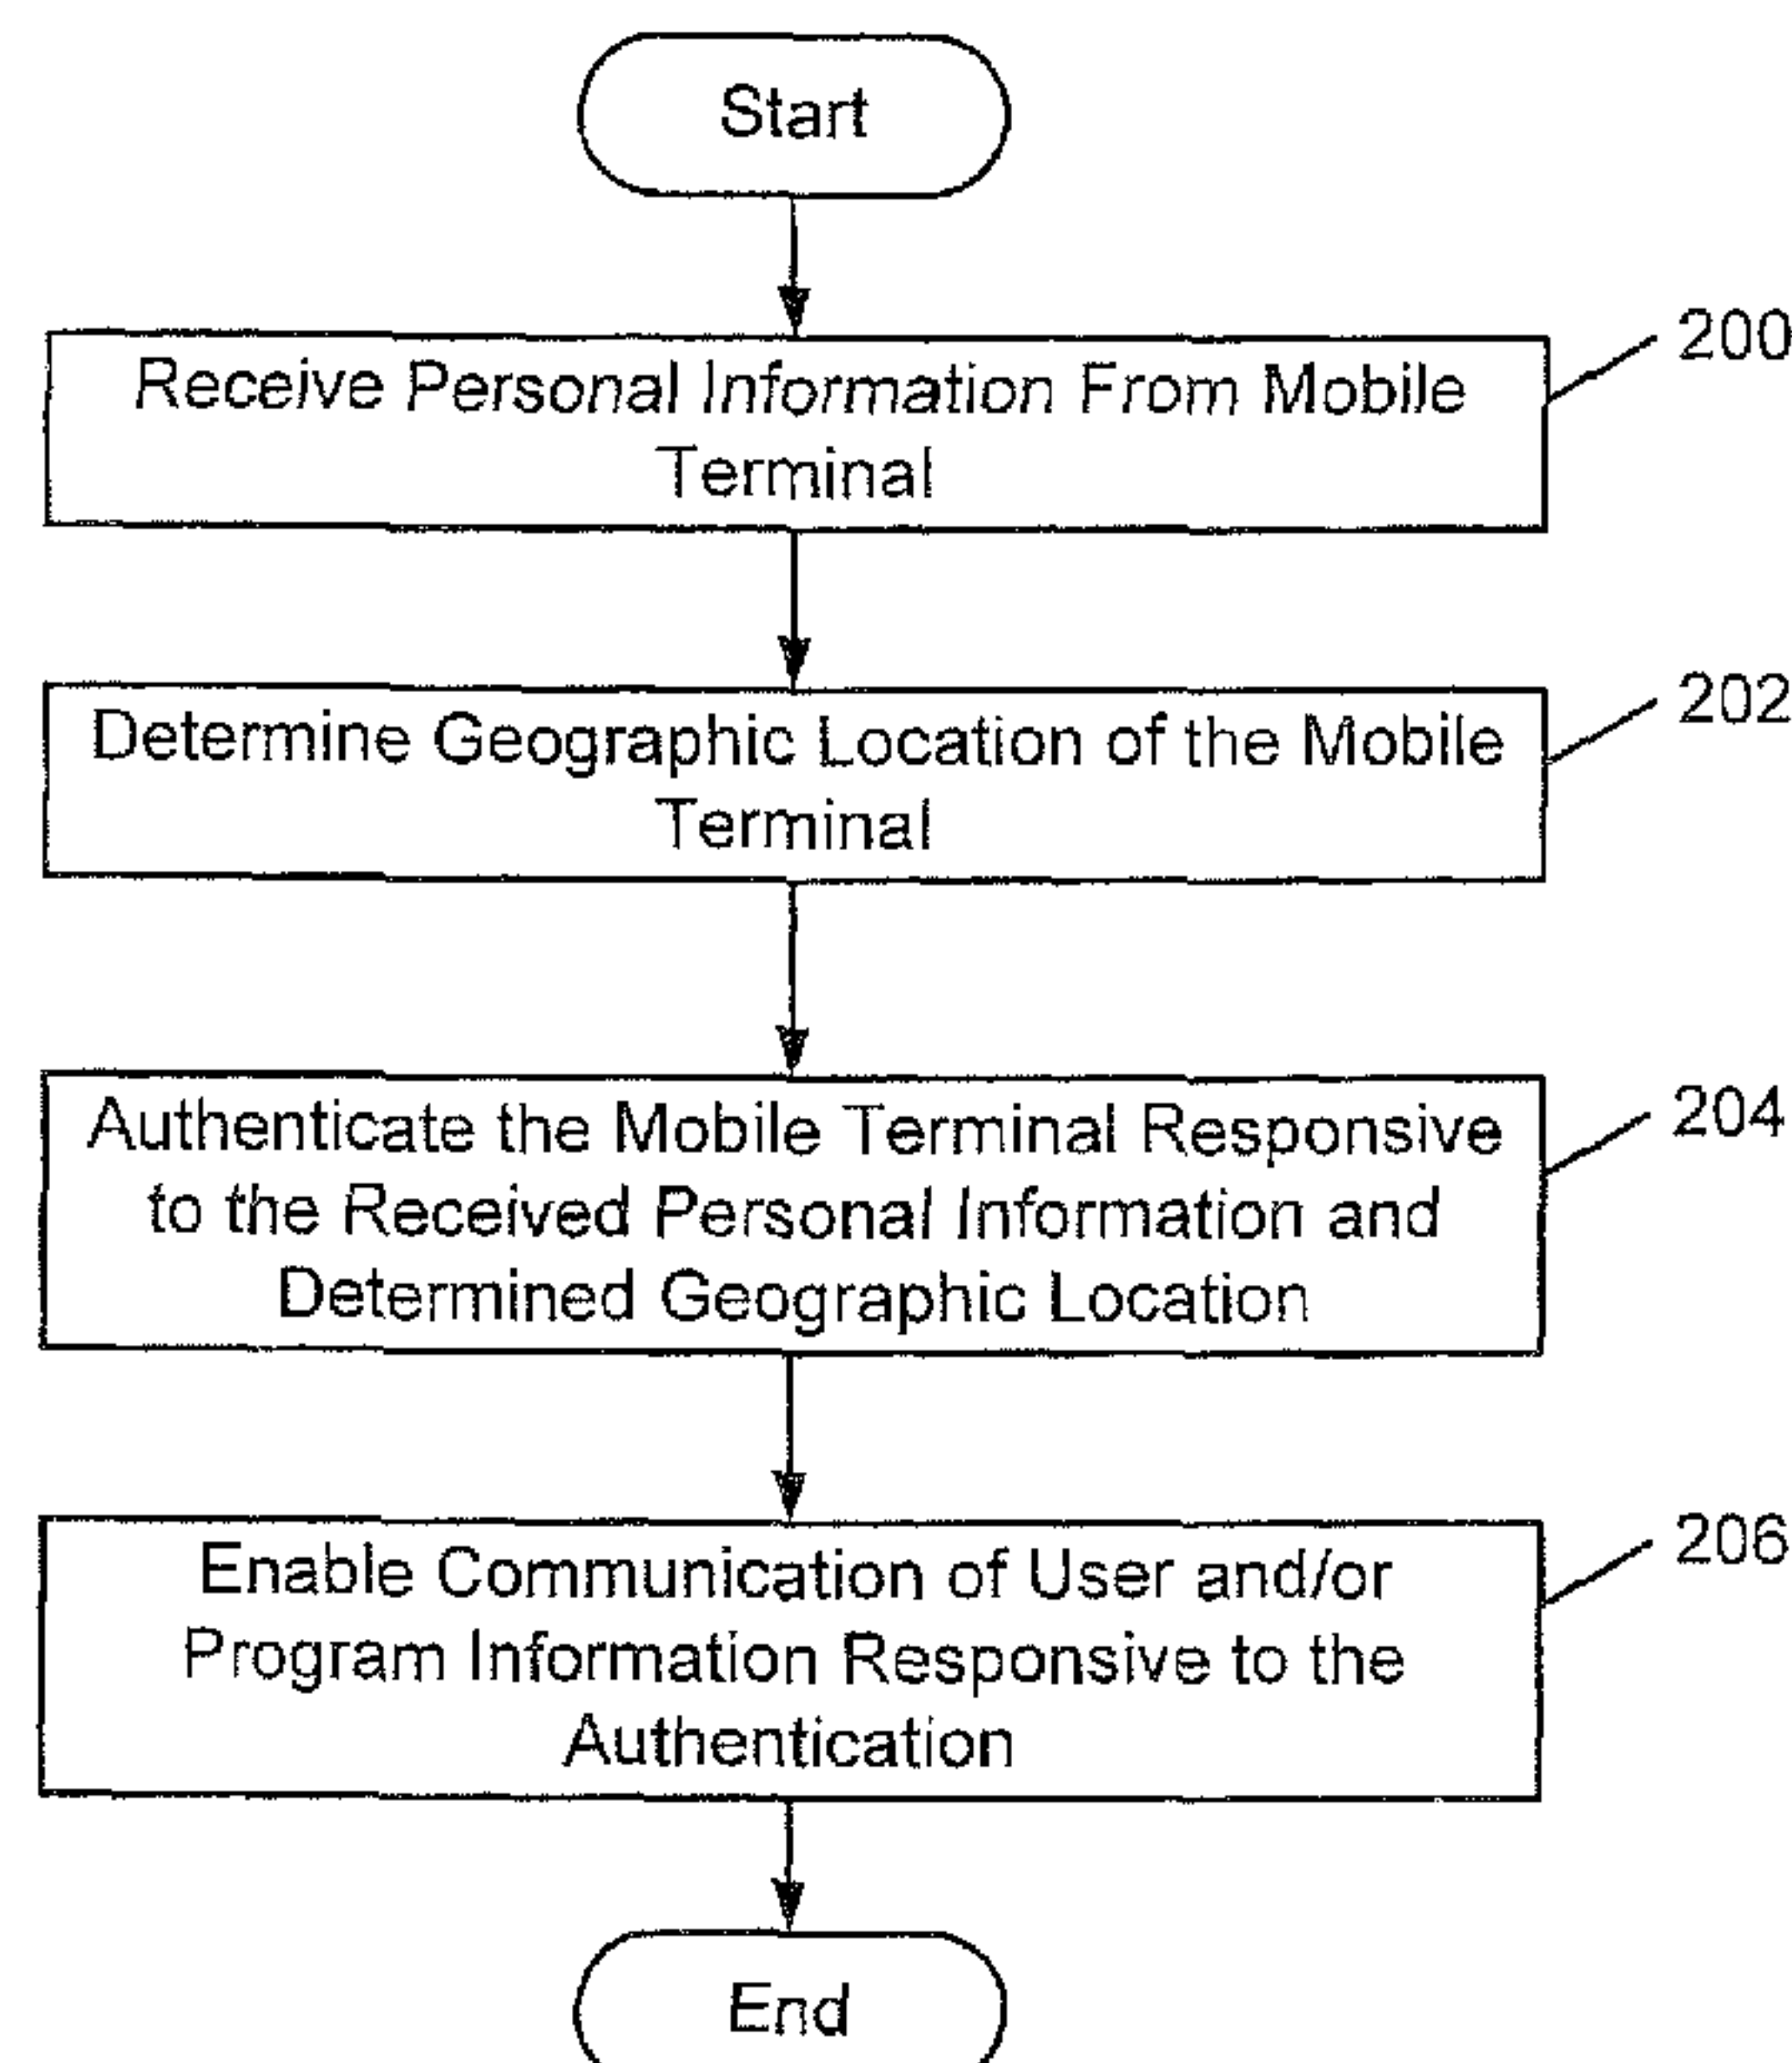 Start
Receive Personal Information From Mobile
Terminal
200
Determine Geographic Location of the Mobile
Terminal
202
Authenticate the Mobile Terminal Responsive
to the Received Personal Information and
Determined Geographic Location
204
Enable Communication of User and/or
Program Information Responsive to the
Authentication
206
End